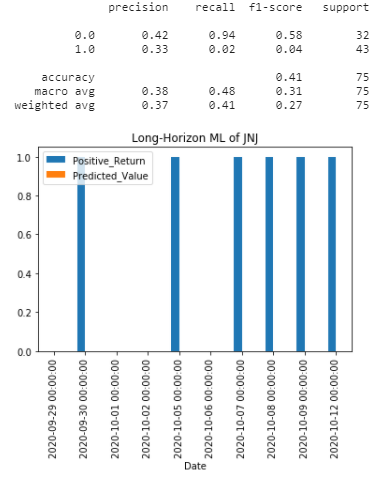 precision recall f1-score support
0.0 0.42 0.94 0.58 32
1.0 0.33 0.02 0.04 43
accuracy 0.41 75
macro avg 0.38 0.48 0.31 75
weighted avg 0.37 0.41 0.27 75
Long-Horizon ML of JNJ
Positive_Return
Predicted_Value
1.0
0.8
0.6
0.4
0.2
0.0
2020-09-29 00:00:00
2020-09-30 00:00:00
2020-10-01 00:00:00
2020-10-02 00:00:00
2020-10-05 00:00:00
2020-10-06 00:00:00
2020-10-07 00:00:00
2020-10-08 00:00:00
2020-10-09 00:00:00
2020-10-12 00:00:00
Date